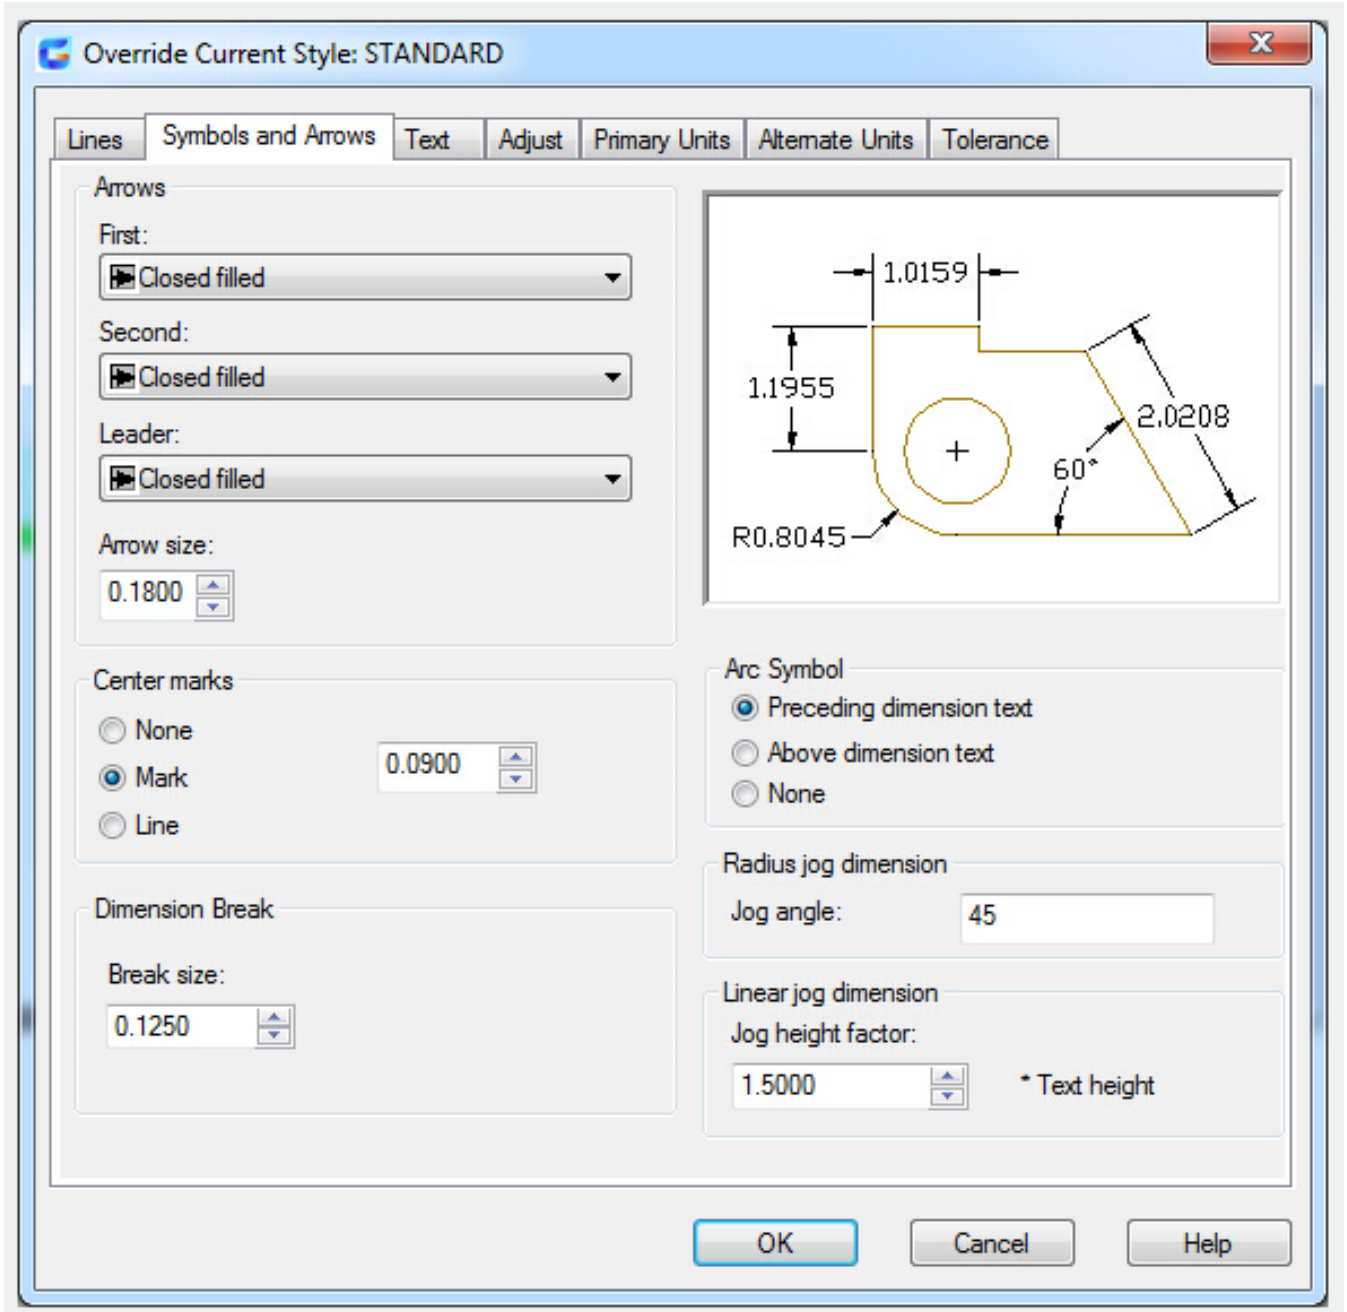 Override Current Style: STANDARD
X
Lines
Symbols and Arrows
Text
Adjust
Primary Units
Alternate Units
Tolerance
Arrows
First:
Closed filled
Second:
Closed filled
Leader:
Closed filled
Arrow size:
0.1800
1.0159
1.1955
2.0208
60°
R0.8045
Center marks
None
Mark
0.0900
Line
Dimension Break
Break size:
0.1250
Arc Symbol
Preceding dimension text
Above dimension text
None
Radius jog dimension
Jog angle:
45
Linear jog dimension
Jog height factor:
1.5000
* Text height
OK
Cancel
Help